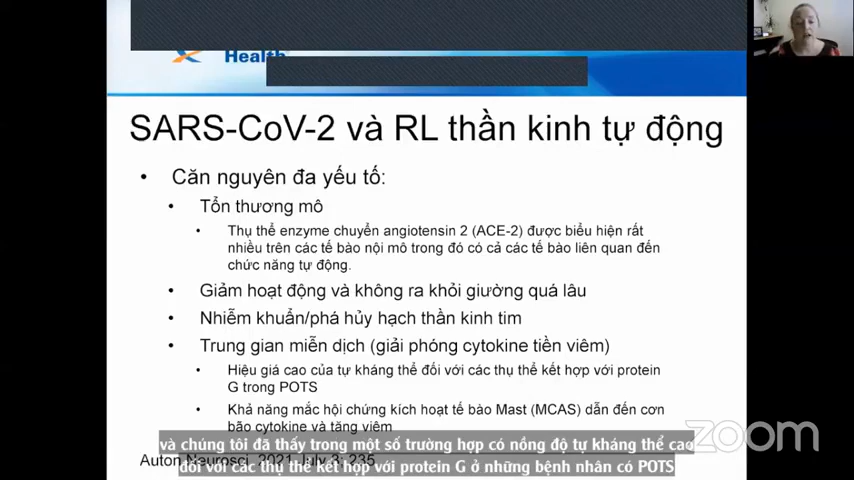 Health
SARS-CoV-2 và RL thần kinh tự động
• Căn nguyên đa yếu tố:
• Tổn thương mô
• Thụ thể enzyme chuyển angiotensin 2 (ACE-2) được biểu hiện rất
nhiều trên các tế bào nội mô trong đó có cả các tế bào liên quan đến
chức năng tự động.
• Giảm hoạt động và không ra khỏi giường quá lâu
• Nhiễm khuẩn/phá hủy hạch thần kinh tim
• Trung gian miễn dịch (giải phóng cytokine tiền viêm)
• Hiệu giá cao của tự kháng thể đối với các thụ thể kết hợp với protein
G trong POTS
• Khả năng mắc hội chứng kích hoạt tế bào Mast (MCAS) dẫn đến cơn
bão cytokine và tăng viêm
và chúng tôi đã thấy trong một số trường hợp có nồng độ tự kháng thể cao
Auton Neurosci. 2021 July 3; 235
đối với các thụ thể kết hợp với protein G ở những bệnh nhân có POTS
zoom